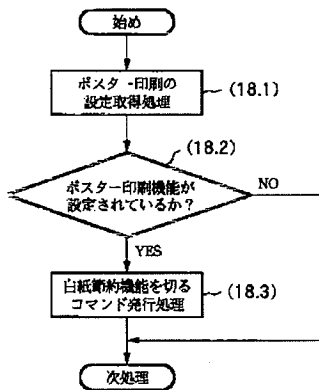 始め
ポスター印刷の
設定取得処理
(18.1)
(18.2)
ポスター印刷機能が
設定されているか?
NO
YES
白紙節約機能を切る
コマンド発行処理
(18.3)
次処理